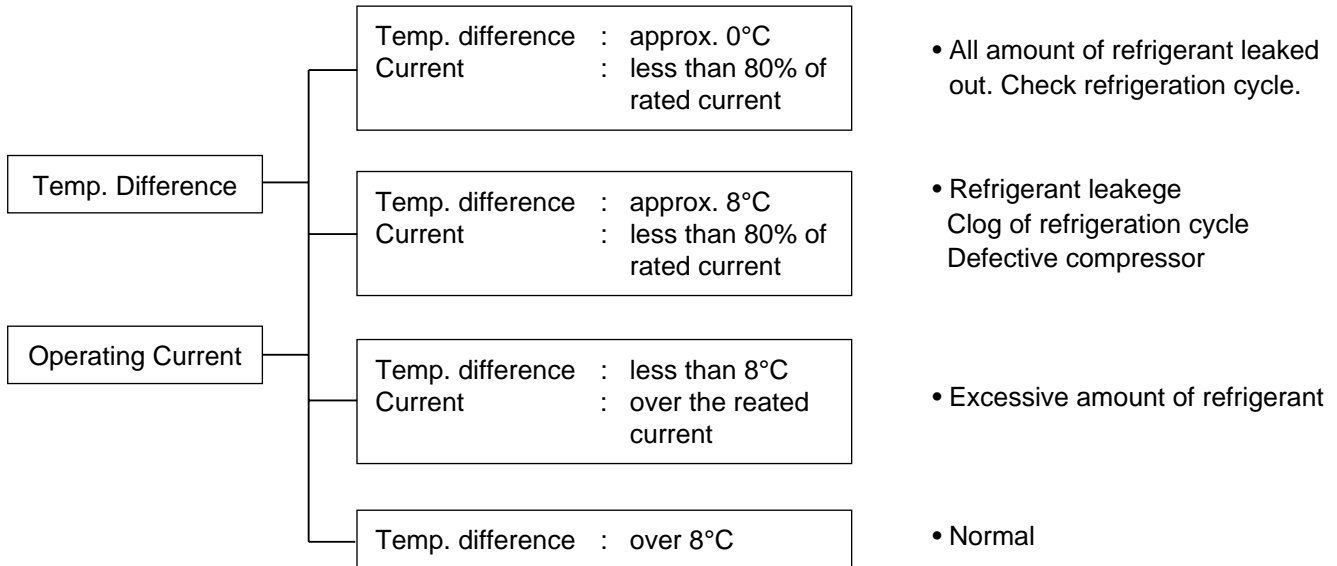 Temp. difference : approx. 0°C
Current : less than 80% of
rated current
• All amount of refrigerant leaked
out. Check refrigeration cycle.
Temp. Difference
Temp. difference : approx. 8°C
Current : less than 80% of
rated current
• Refrigerant leakege
Clog of refrigeration cycle
Defective compressor
Operating Current
Temp. difference : less than 8°C
Current : over the reated
current
• Excessive amount of refrigerant
Temp. difference : over 8°C
• Normal